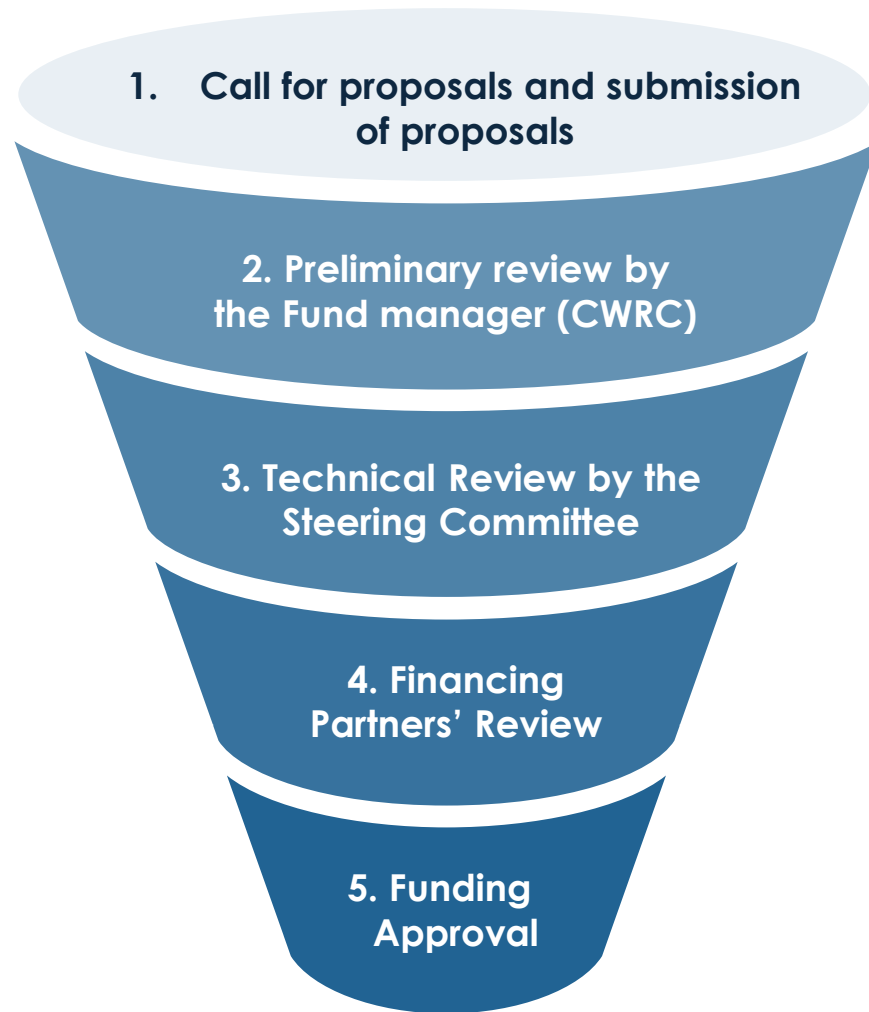 1. Call for proposals and submission
of proposals
2. Preliminary review by
the Fund manager (CWRC)
3. Technical Review by the
Steering Committee
4. Financing
Partners’ Review
5. Funding
Approval